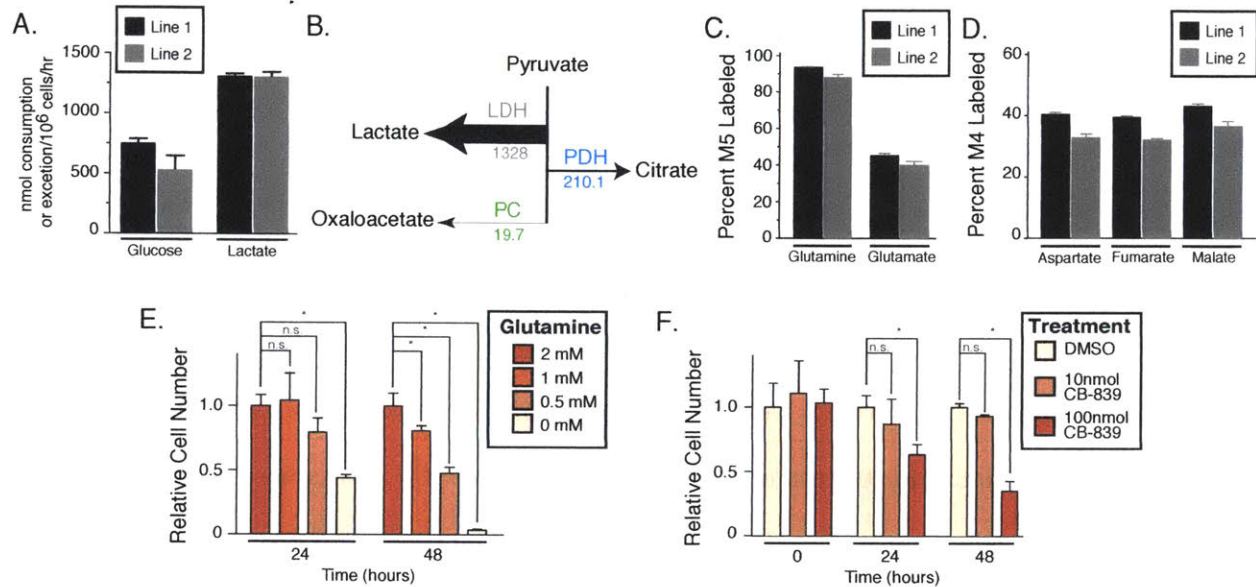 A.
Line 1
Line 2
nmol consumption
or excetion/10⁶ cells/hr
1500
1250
750
500
0
Glucose
Lactate
B.
Pyruvate
LDH
Lactate
1328
PDH
210.1
Citrate
PC
Oxaloacetate
19.7
C.
Line 1
Line 2
Percent M5 Labeled
100
80
60
40
20
0
Glutamine
Glutamate
D.
Line 1
Line 2
Percent M4 Labeled
60
40
20
0
Aspartate
Fumarate
Malate
E.
Relative Cell Number
1.0
0.5
0
*
n.s.
n.s.
*
*
*
24
48
Time (hours)
Glutamine
2 mM
1 mM
0.5 mM
0 mM
F.
Relative Cell Number
1.0
0.5
0
*
n.s.
*
n.s.
0
24
48
Time (hours)
Treatment
DMSO
10nmol
CB-839
100nmol
CB-839